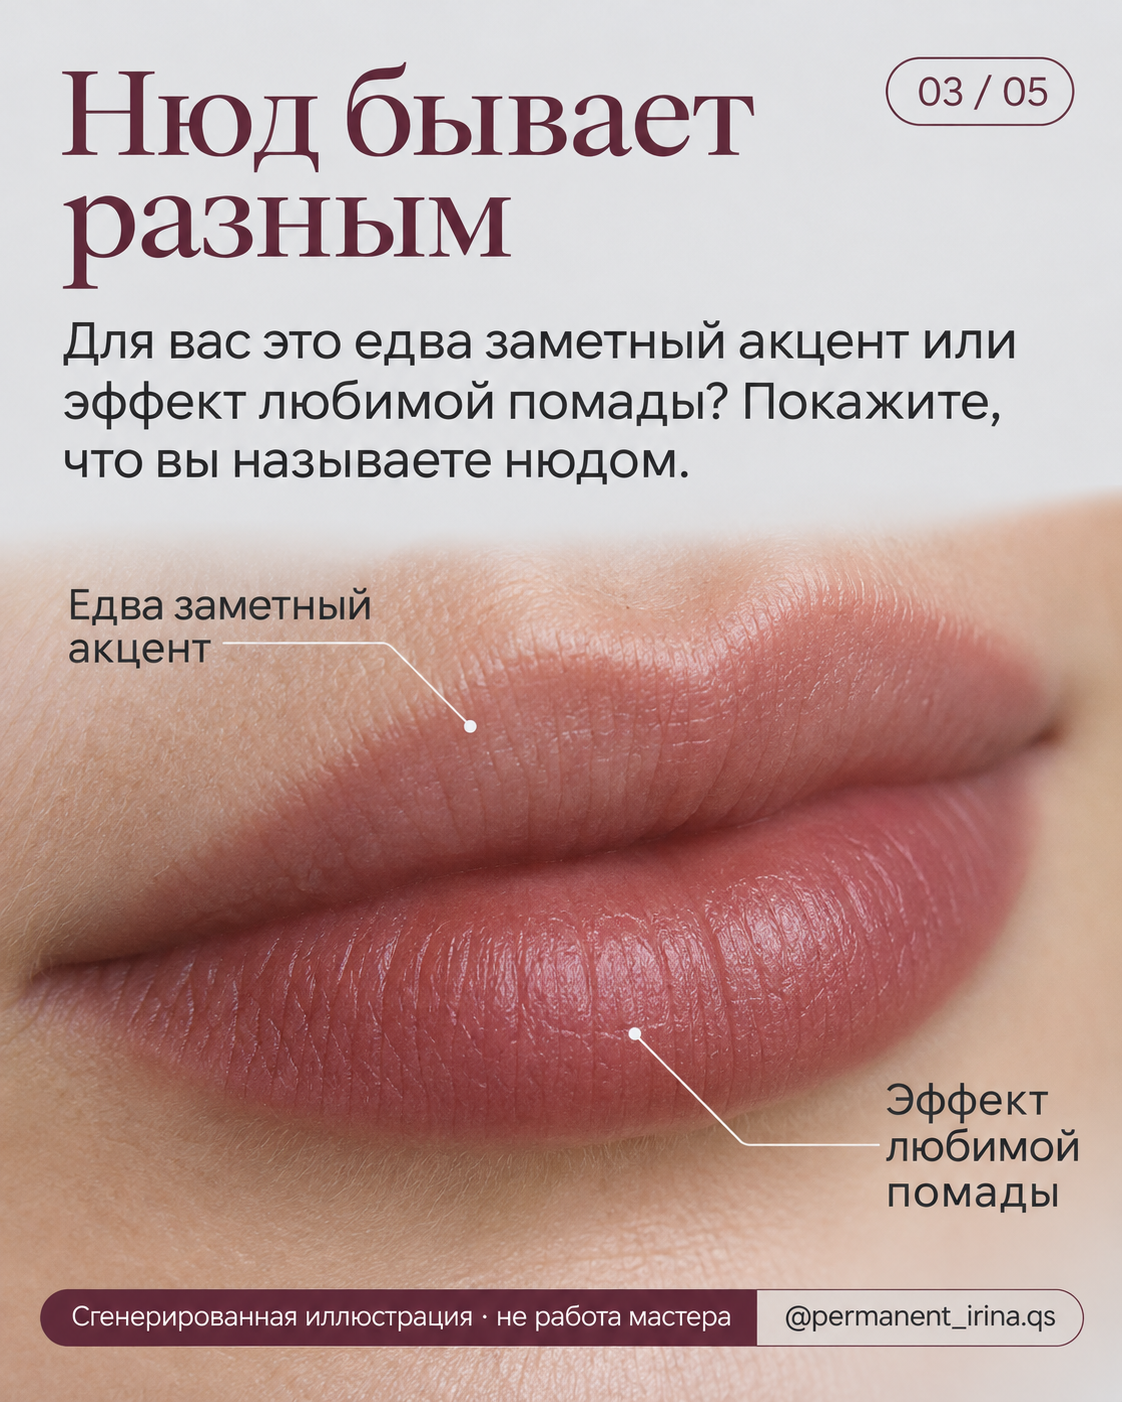 Нюд бывает
03 / 05
разным
Для вас это едва заметный акцент или
эффект любимой помады? Покажите,
что вы называете нюдом.
Едва заметный
акцент
Эффект
любимой
помады
Сгенерированная иллюстрация · не работа мастера
@permanent_irina.qs